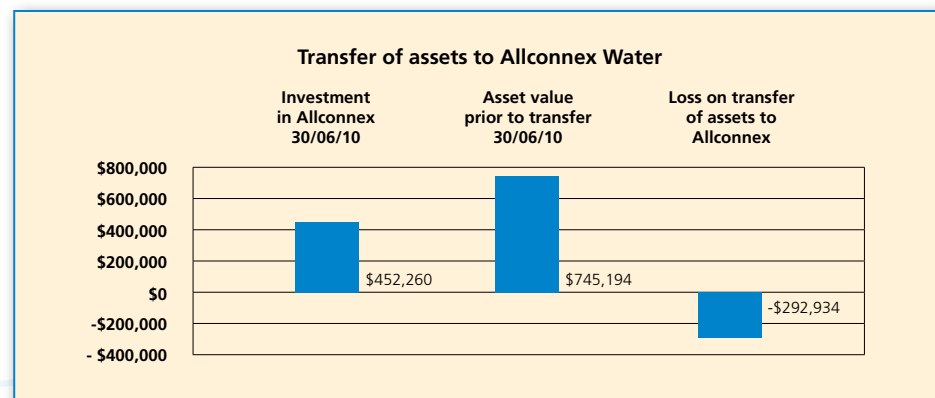 Transfer of assets to Allconnex Water
Investment
in Allconnex
30/06/10
Asset value
prior to transfer
30/06/10
Loss on transfer
of assets to
Allconnex
$800,000
$600,000
$400,000
$200,000
$0
-$200,000
- $400,000
$452,260
$745,194
-$292,934